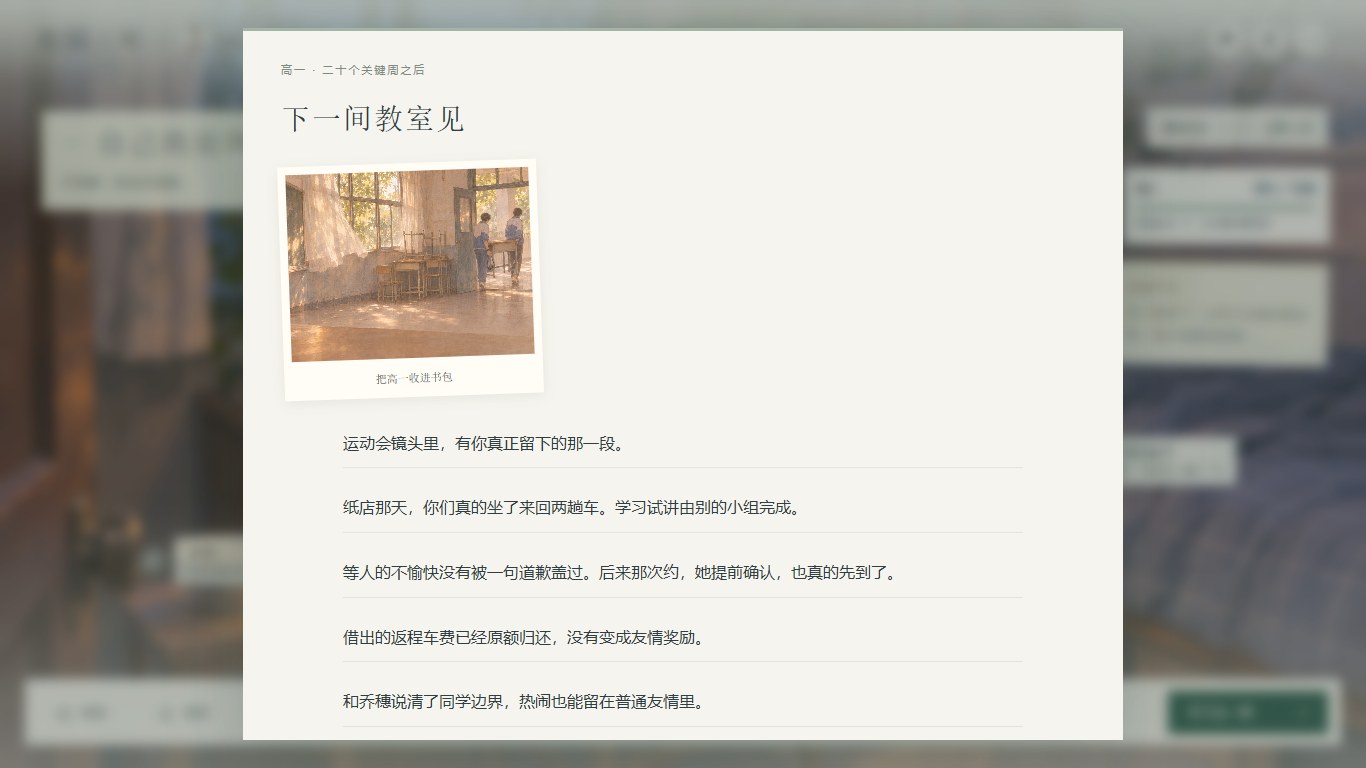 高一 · 二十个关键周之后
下一间教室见
把高一收进书包
运动会镜头里，有你真正留下的那一段。
纸店那天，你们真的坐了来回两趟车。学习试讲由别的小组完成。
等人的不愉快没有被一句道歉盖过。后来那次约，她提前确认，也真的先到了。
借出的返程车费已经原额归还，没有变成友情奖励。
和乔穗说清了同学边界，热闹也能留在普通友情里。